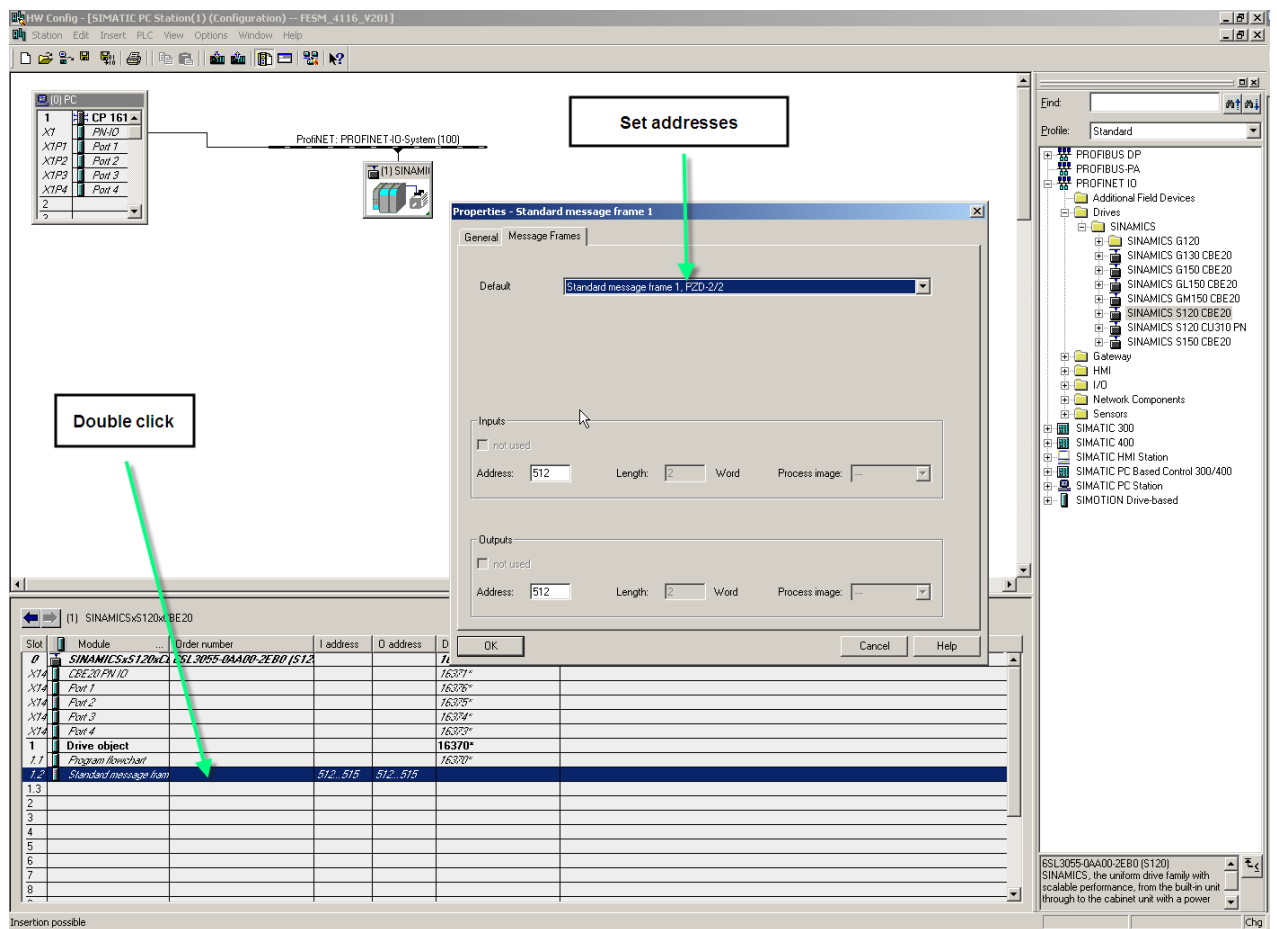 HW Config - [SIMATIC PC Station(1) (Configuration) -- FESM_4116_V201]
Station Edit Insert PLC View Options Window Help
(0) PC
1 CP 161
X1 PN-IO
X1P1 Port 1
X1P2 Port 2
X1P3 Port 3
X1P4 Port 4
2
3
ProfiNET: PROFINET-IO-System (100)
(1) SINAMI
Set addresses
Double click
Properties - Standard message frame 1
General Message Frames
Default Standard message frame 1, PZD-2/2
Inputs
not used
Address: 512 Length: 2 Word Process image: ---
Outputs
not used
Address: 512 Length: 2 Word Process image: ---
OK Cancel Help
Find:
Profile: Standard
PROFIBUS DP
PROFIBUS-PA
PROFINET IO
Additional Field Devices
Drives
SINAMICS
SINAMICS G120
SINAMICS G130 CBE20
SINAMICS G150 CBE20
SINAMICS GL150 CBE20
SINAMICS GM150 CBE20
SINAMICS S120 CBE20
SINAMICS S120 CU310 PN
SINAMICS S150 CBE20
Gateway
HMI
I/O
Network Components
Sensors
SIMATIC 300
SIMATIC 400
SIMATIC HMI Station
SIMATIC PC Based Control 300/400
SIMATIC PC Station
SIMOTION Drive-based
(1) SINAMICSxS120xCBE20
Slot Module ... Order number I address O address D
0 SINAMICSxS120xC 6SL3055-0AA00-2EB0 (S12
X14 CBE20 PN IO 16371*
X14 Port 1 16376*
X14 Port 2 16375*
X14 Port 3 16374*
X14 Port 4 16373*
1 Drive object 16370*
1.1 Program flowchart 16370*
1.2 Standard message fram 512...515 512...515
1.3
2
3
4
5
6
7
8
6SL3055-0AA00-2EB0 (S120)
SINAMICS, the uniform drive family with
scalable performance, from the built-in unit
through to the cabinet unit with a power
Insertion possible Chg